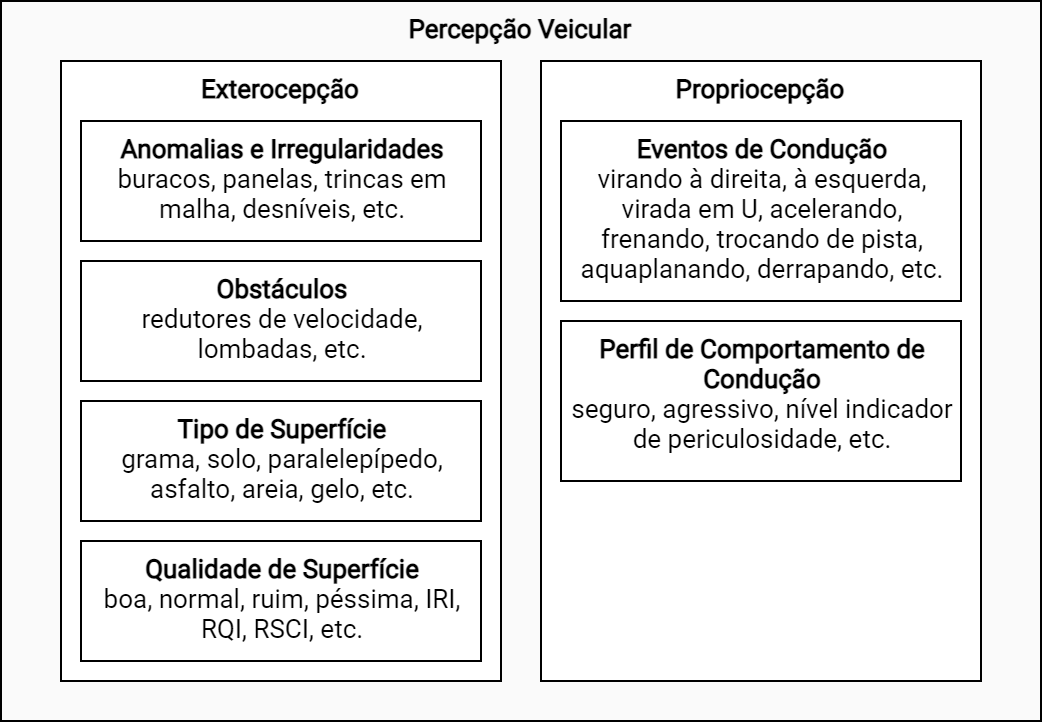 Percepção Veicular
Exterocepção
Anomalias e Irregularidades
buracos, panelas, trincas em
malha, desníveis, etc.
Obstáculos
redutores de velocidade,
lombadas, etc.
Tipo de Superfície
grama, solo, paralelepípedo,
asfalto, areia, gelo, etc.
Qualidade de Superfície
boa, normal, ruim, péssima, IRI,
RQI, RSCI, etc.
Propriocepção
Eventos de Condução
virando à direita, à esquerda,
virada em U, acelerando,
frenando, trocando de pista,
aquaplanando, derrapando, etc.
Perfil de Comportamento de
Condução
seguro, agressivo, nível indicador
de periculosidade, etc.